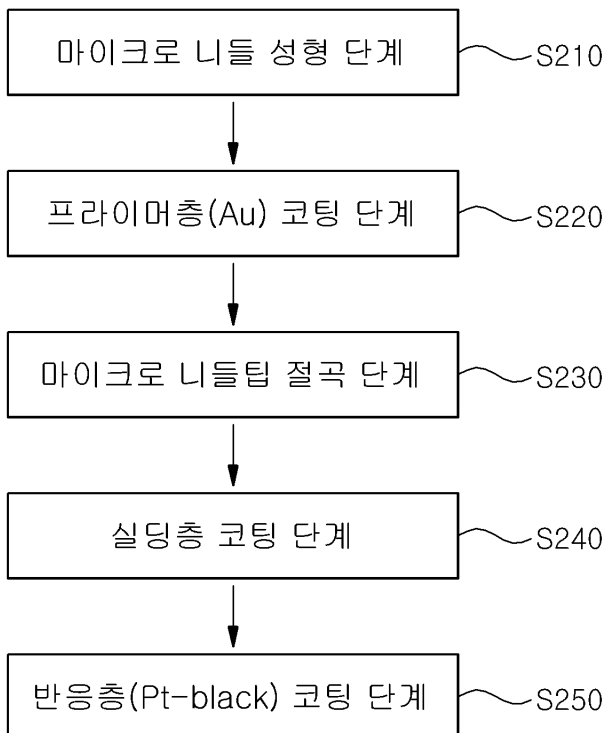 마이크로 니들 성형 단계 S210
프라이머층(Au) 코팅 단계 S220
마이크로 니들팁 절곡 단계 S230
실딩층 코팅 단계 S240
반응층(Pt-black) 코팅 단계 S250